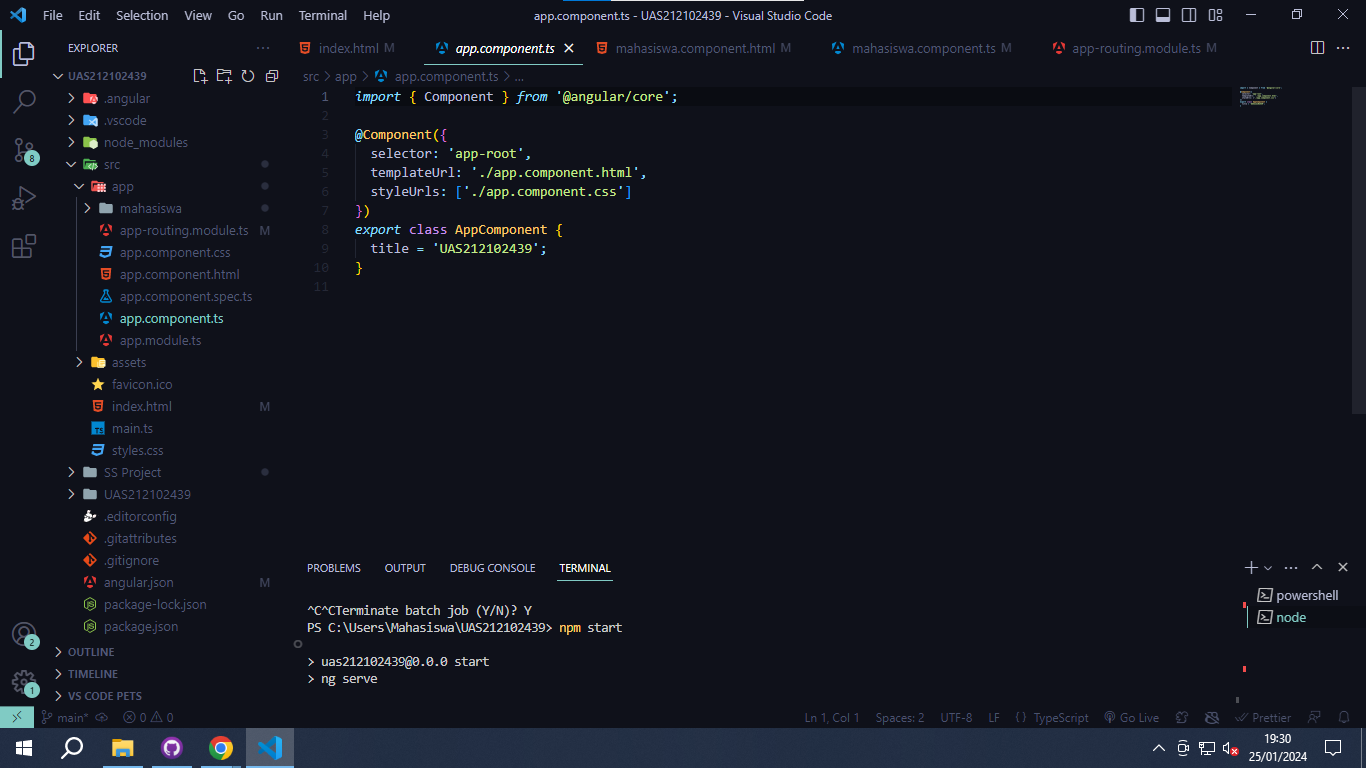 File Edit Selection View Go Run Terminal Help
app.component.ts - UAS212102439 - Visual Studio Code
EXPLORER
UAS212102439
.angular
.vscode
node_modules
src
app
mahasiswa
app-routing.module.ts M
app.component.css
app.component.html
app.component.spec.ts
app.component.ts
app.module.ts
assets
favicon.ico
index.html M
main.ts
styles.css
SS Project
UAS212102439
.editorconfig
.gitattributes
.gitignore
angular.json M
package-lock.json
package.json
OUTLINE
TIMELINE
VS CODE PETS
8
2
1
index.html M
app.component.ts
mahasiswa.component.html M
mahasiswa.component.ts M
app-routing.module.ts M
src > app > app.component.ts > ...
1 import { Component } from '@angular/core';
2
3 @Component({
4 selector: 'app-root',
5 templateUrl: './app.component.html',
6 styleUrls: ['./app.component.css']
7 })
8 export class AppComponent {
9 title = 'UAS212102439';
10 }
11
PROBLEMS OUTPUT DEBUG CONSOLE TERMINAL
^C^CTerminate batch job (Y/N)? Y
PS C:\Users\Mahasiswa\UAS212102439> npm start
> uas212102439@0.0.0 start
> ng serve
powershell
node
main* 0 0
Ln 1, Col 1 Spaces: 2 UTF-8 LF { } TypeScript Go Live Prettier
19:30
25/01/2024